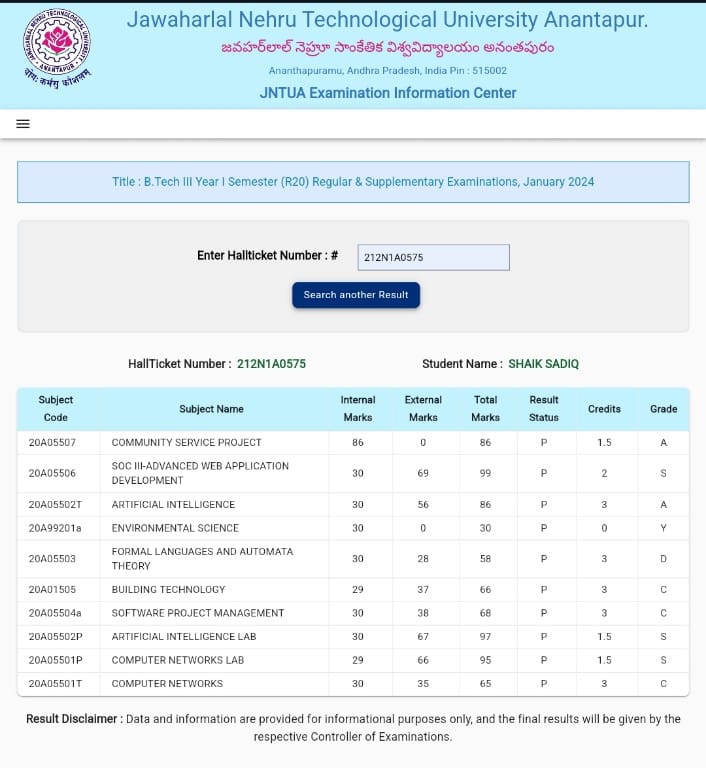 JAWAHARLAL NEHRU TECHNOLOGICAL UNIVERSITY
ANANTAPUR
योगः कर्मसु कौशलम्
Jawaharlal Nehru Technological University Anantapur.
జవహర్‌లాల్ నెహ్రూ సాంకేతిక విశ్వవిద్యాలయం అనంతపురం
Ananthapuramu, Andhra Pradesh, India Pin : 515002
JNTUA Examination Information Center
Title : B.Tech III Year I Semester (R20) Regular & Supplementary Examinations, January 2024
Enter Hallticket Number : # 212N1A0575
Search another Result
HallTicket Number : 212N1A0575 Student Name : SHAIK SADIQ
Subject Code Subject Name Internal Marks External Marks Total Marks Result Status Credits Grade
20A05507 COMMUNITY SERVICE PROJECT 86 0 86 P 1.5 A
20A05506 SOC III-ADVANCED WEB APPLICATION DEVELOPMENT 30 69 99 P 2 S
20A05502T ARTIFICIAL INTELLIGENCE 30 56 86 P 3 A
20A99201a ENVIRONMENTAL SCIENCE 30 0 30 P 0 Y
20A05503 FORMAL LANGUAGES AND AUTOMATA THEORY 30 28 58 P 3 D
20A01505 BUILDING TECHNOLOGY 29 37 66 P 3 C
20A05504a SOFTWARE PROJECT MANAGEMENT 30 38 68 P 3 C
20A05502P ARTIFICIAL INTELLIGENCE LAB 30 67 97 P 1.5 S
20A05501P COMPUTER NETWORKS LAB 29 66 95 P 1.5 S
20A05501T COMPUTER NETWORKS 30 35 65 P 3 C
Result Disclaimer : Data and information are provided for informational purposes only, and the final results will be given by the
respective Controller of Examinations.